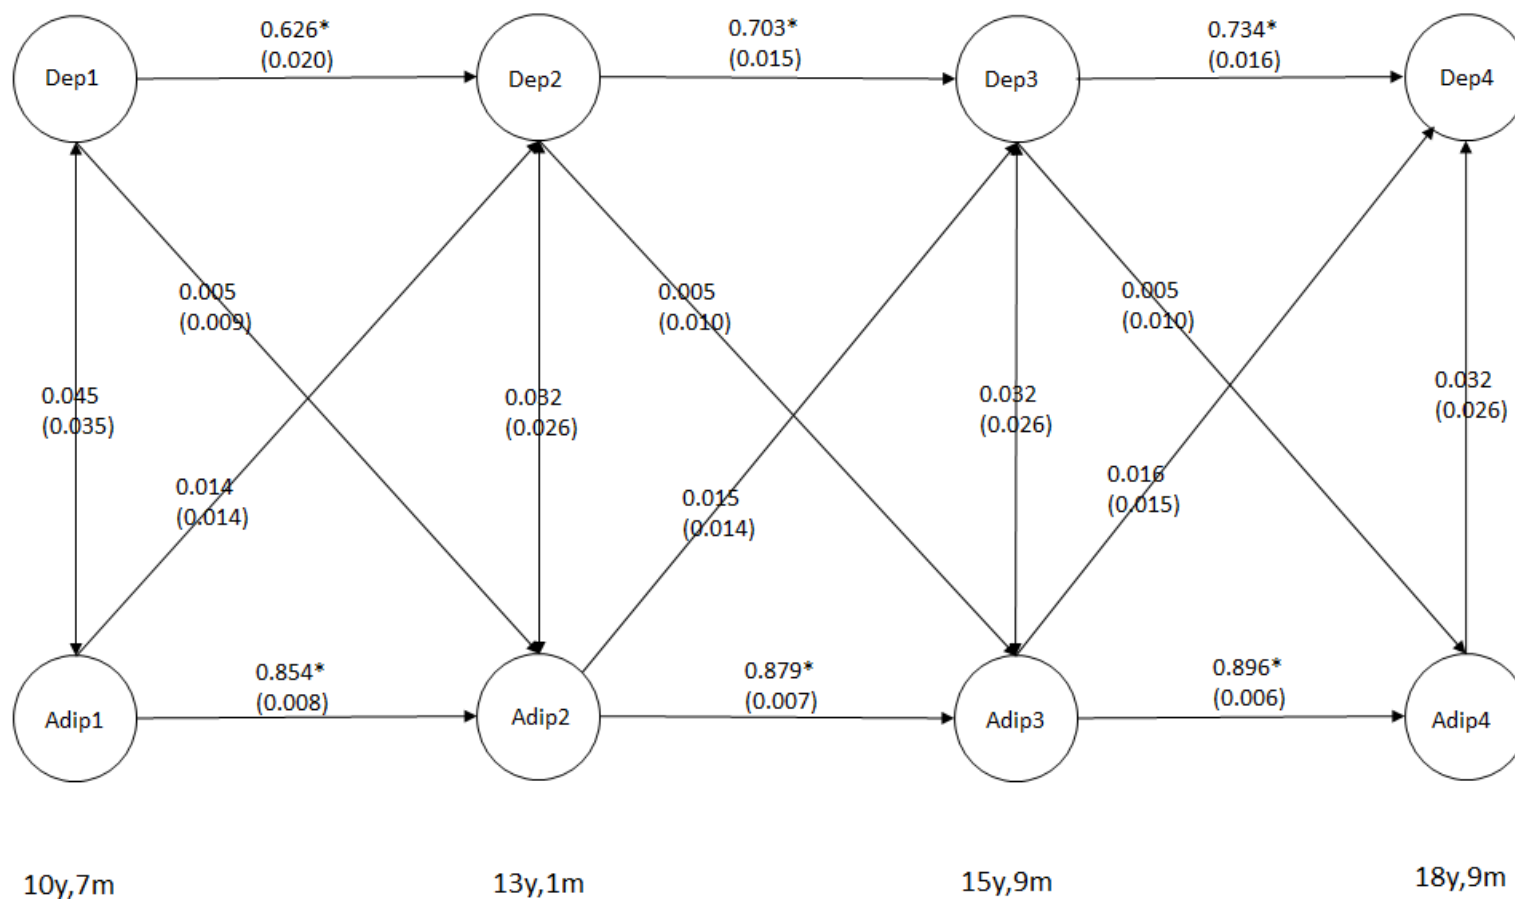 0.626*
(0.020)
0.703*
(0.015)
0.734*
(0.016)
Dep1
Dep2
Dep3
Dep4
0.005
(0.009)
0.005
(0.010)
0.005
(0.010)
0.045
(0.035)
0.032
(0.026)
0.032
(0.026)
0.032
(0.026)
0.014
(0.014)
0.015
(0.014)
0.016
(0.015)
0.854*
(0.008)
0.879*
(0.007)
0.896*
(0.006)
Adip1
Adip2
Adip3
Adip4
10y,7m
13y,1m
15y,9m
18y,9m